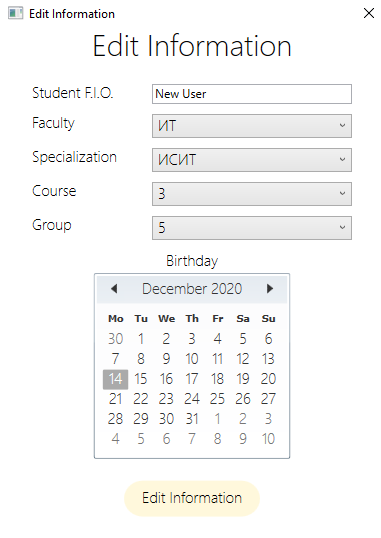 Edit Information
Edit Information
Student F.I.O. New User
Faculty ИТ
Specialization ИСИТ
Course 3
Group 5
Birthday
December 2020
Mo Tu We Th Fr Sa Su
30 1 2 3 4 5 6
7 8 9 10 11 12 13
14 15 16 17 18 19 20
21 22 23 24 25 26 27
28 29 30 31 1 2 3
4 5 6 7 8 9 10
Edit Information